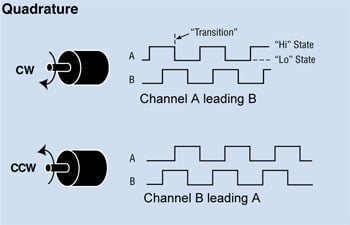 Quadrature
"Transition"
"Hi" State
A
"Lo" State
CW
B
Channel A leading B
A
CCW
B
Channel B leading A